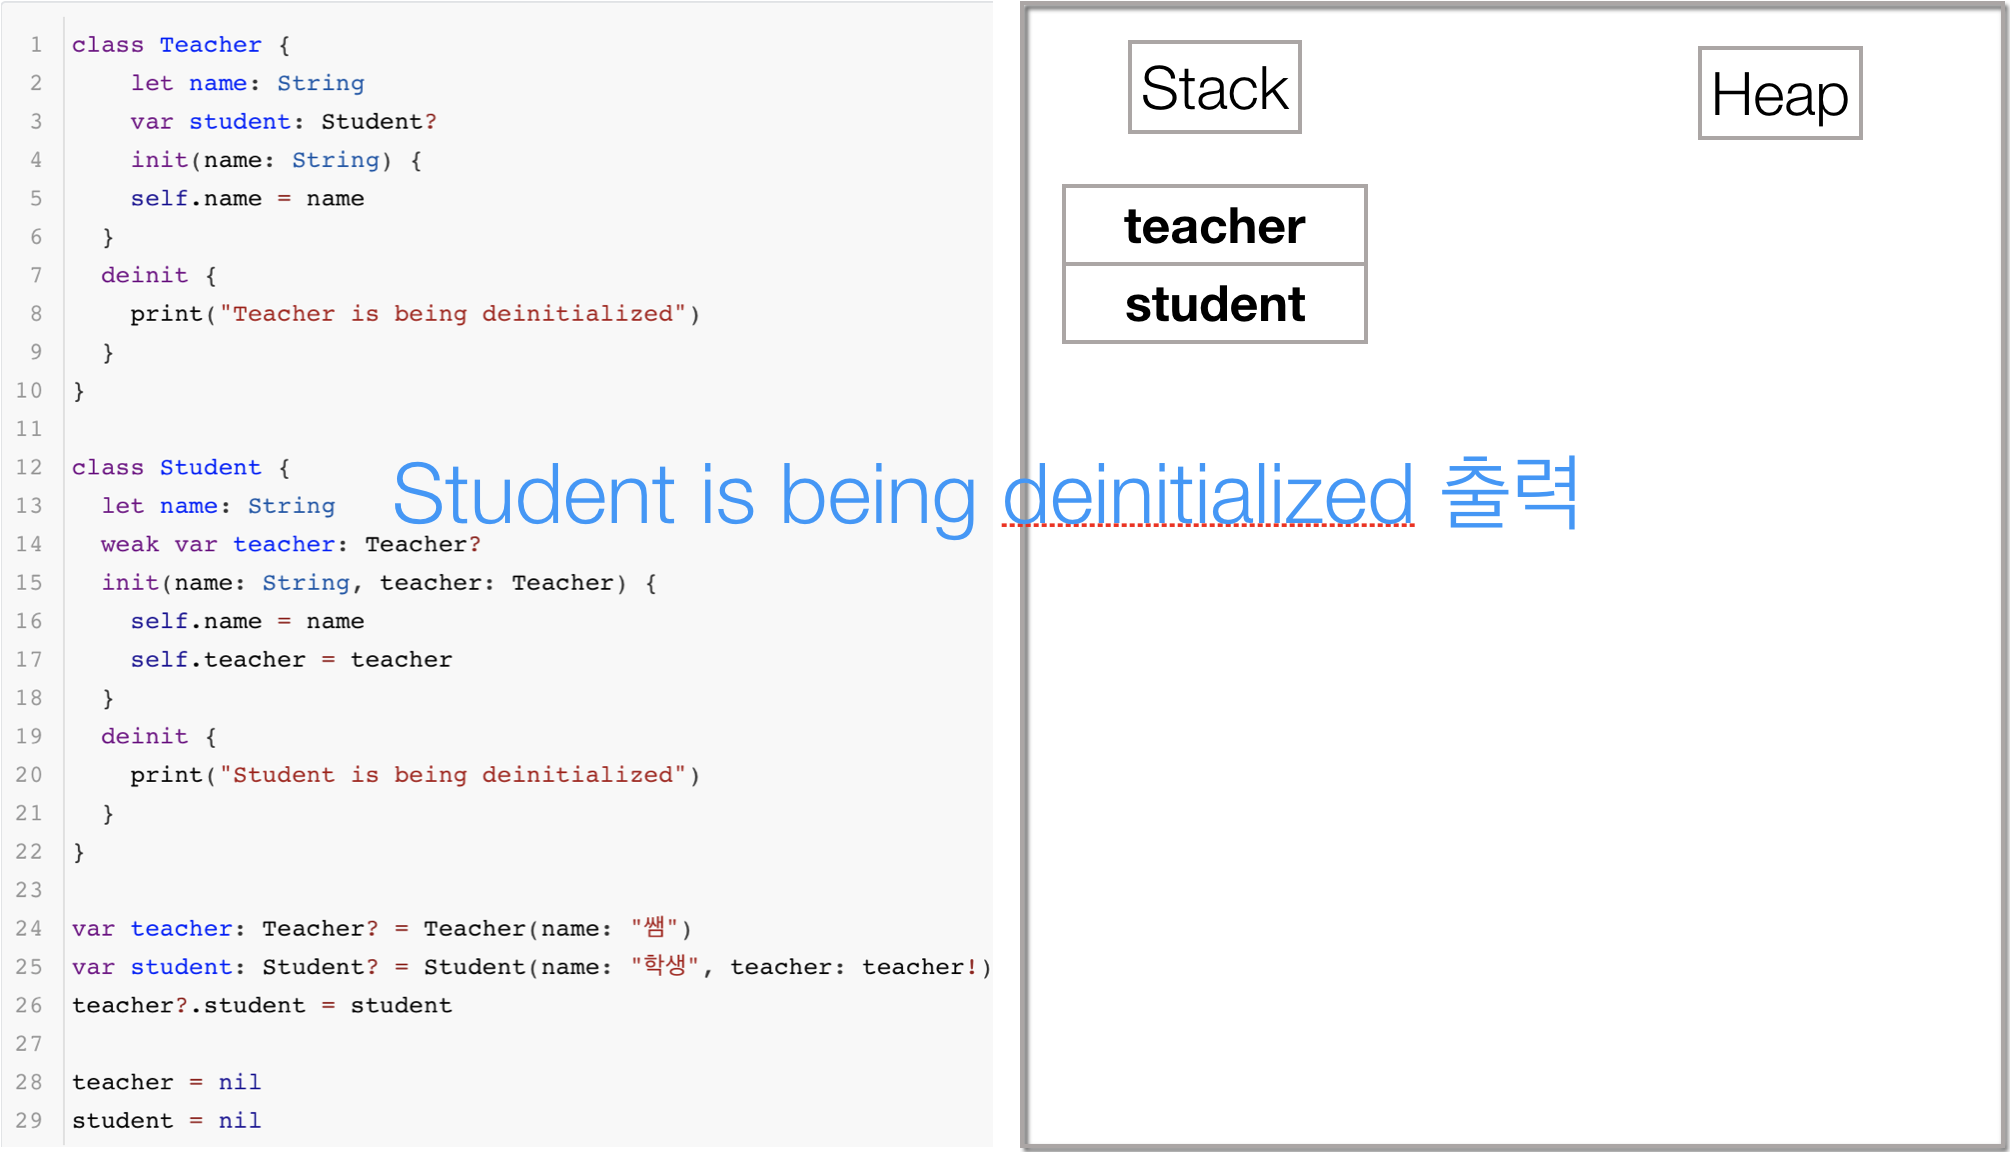 1 class Teacher {
2     let name: String
3     var student: Student?
4     init(name: String) {
5     self.name = name
6   }
7   deinit {
8     print("Teacher is being deinitialized")
9   }
10 }
11
12 class Student {
13   let name: String
14   weak var teacher: Teacher?
15   init(name: String, teacher: Teacher) {
16     self.name = name
17     self.teacher = teacher
18   }
19   deinit {
20     print("Student is being deinitialized")
21   }
22 }
23
24 var teacher: Teacher? = Teacher(name: "쌤")
25 var student: Student? = Student(name: "학생", teacher: teacher!)
26 teacher?.student = student
27
28 teacher = nil
29 student = nil
Student is being deinitialized 출력
Stack
Heap
teacher
student